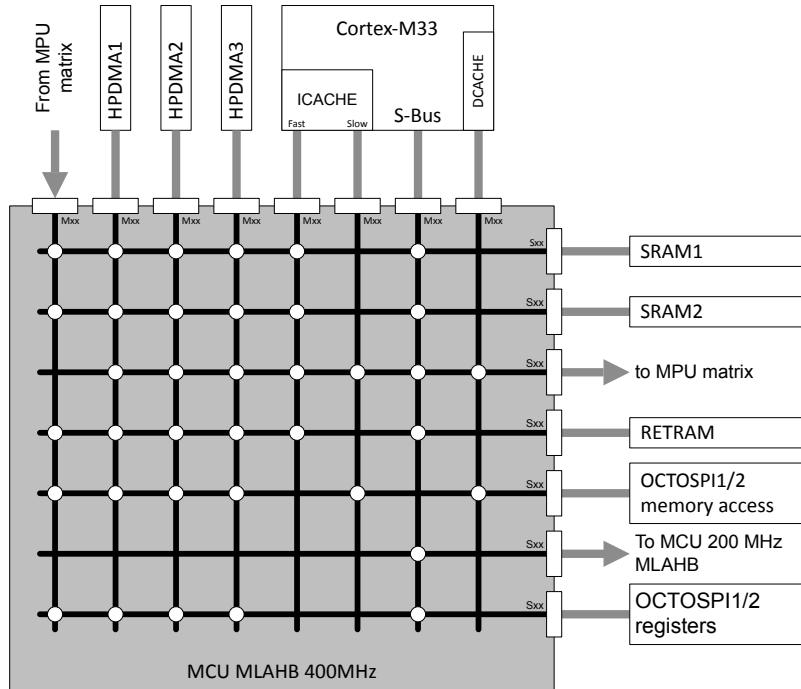 From MPU
matrix
HPDMA1
HPDMA2
HPDMA3
Cortex-M33
ICACHE
Fast
Slow
S-Bus
DCACHE
Mxx
Mxx
Mxx
Mxx
Mxx
Mxx
Mxx
Mxx
Sxx
SRAM1
Sxx
SRAM2
Sxx
to MPU matrix
Sxx
RETRAM
Sxx
OCTOSPI1/2
memory access
Sxx
To MCU 200 MHz
MLAHB
Sxx
OCTOSPI1/2
registers
MCU MLAHB 400MHz